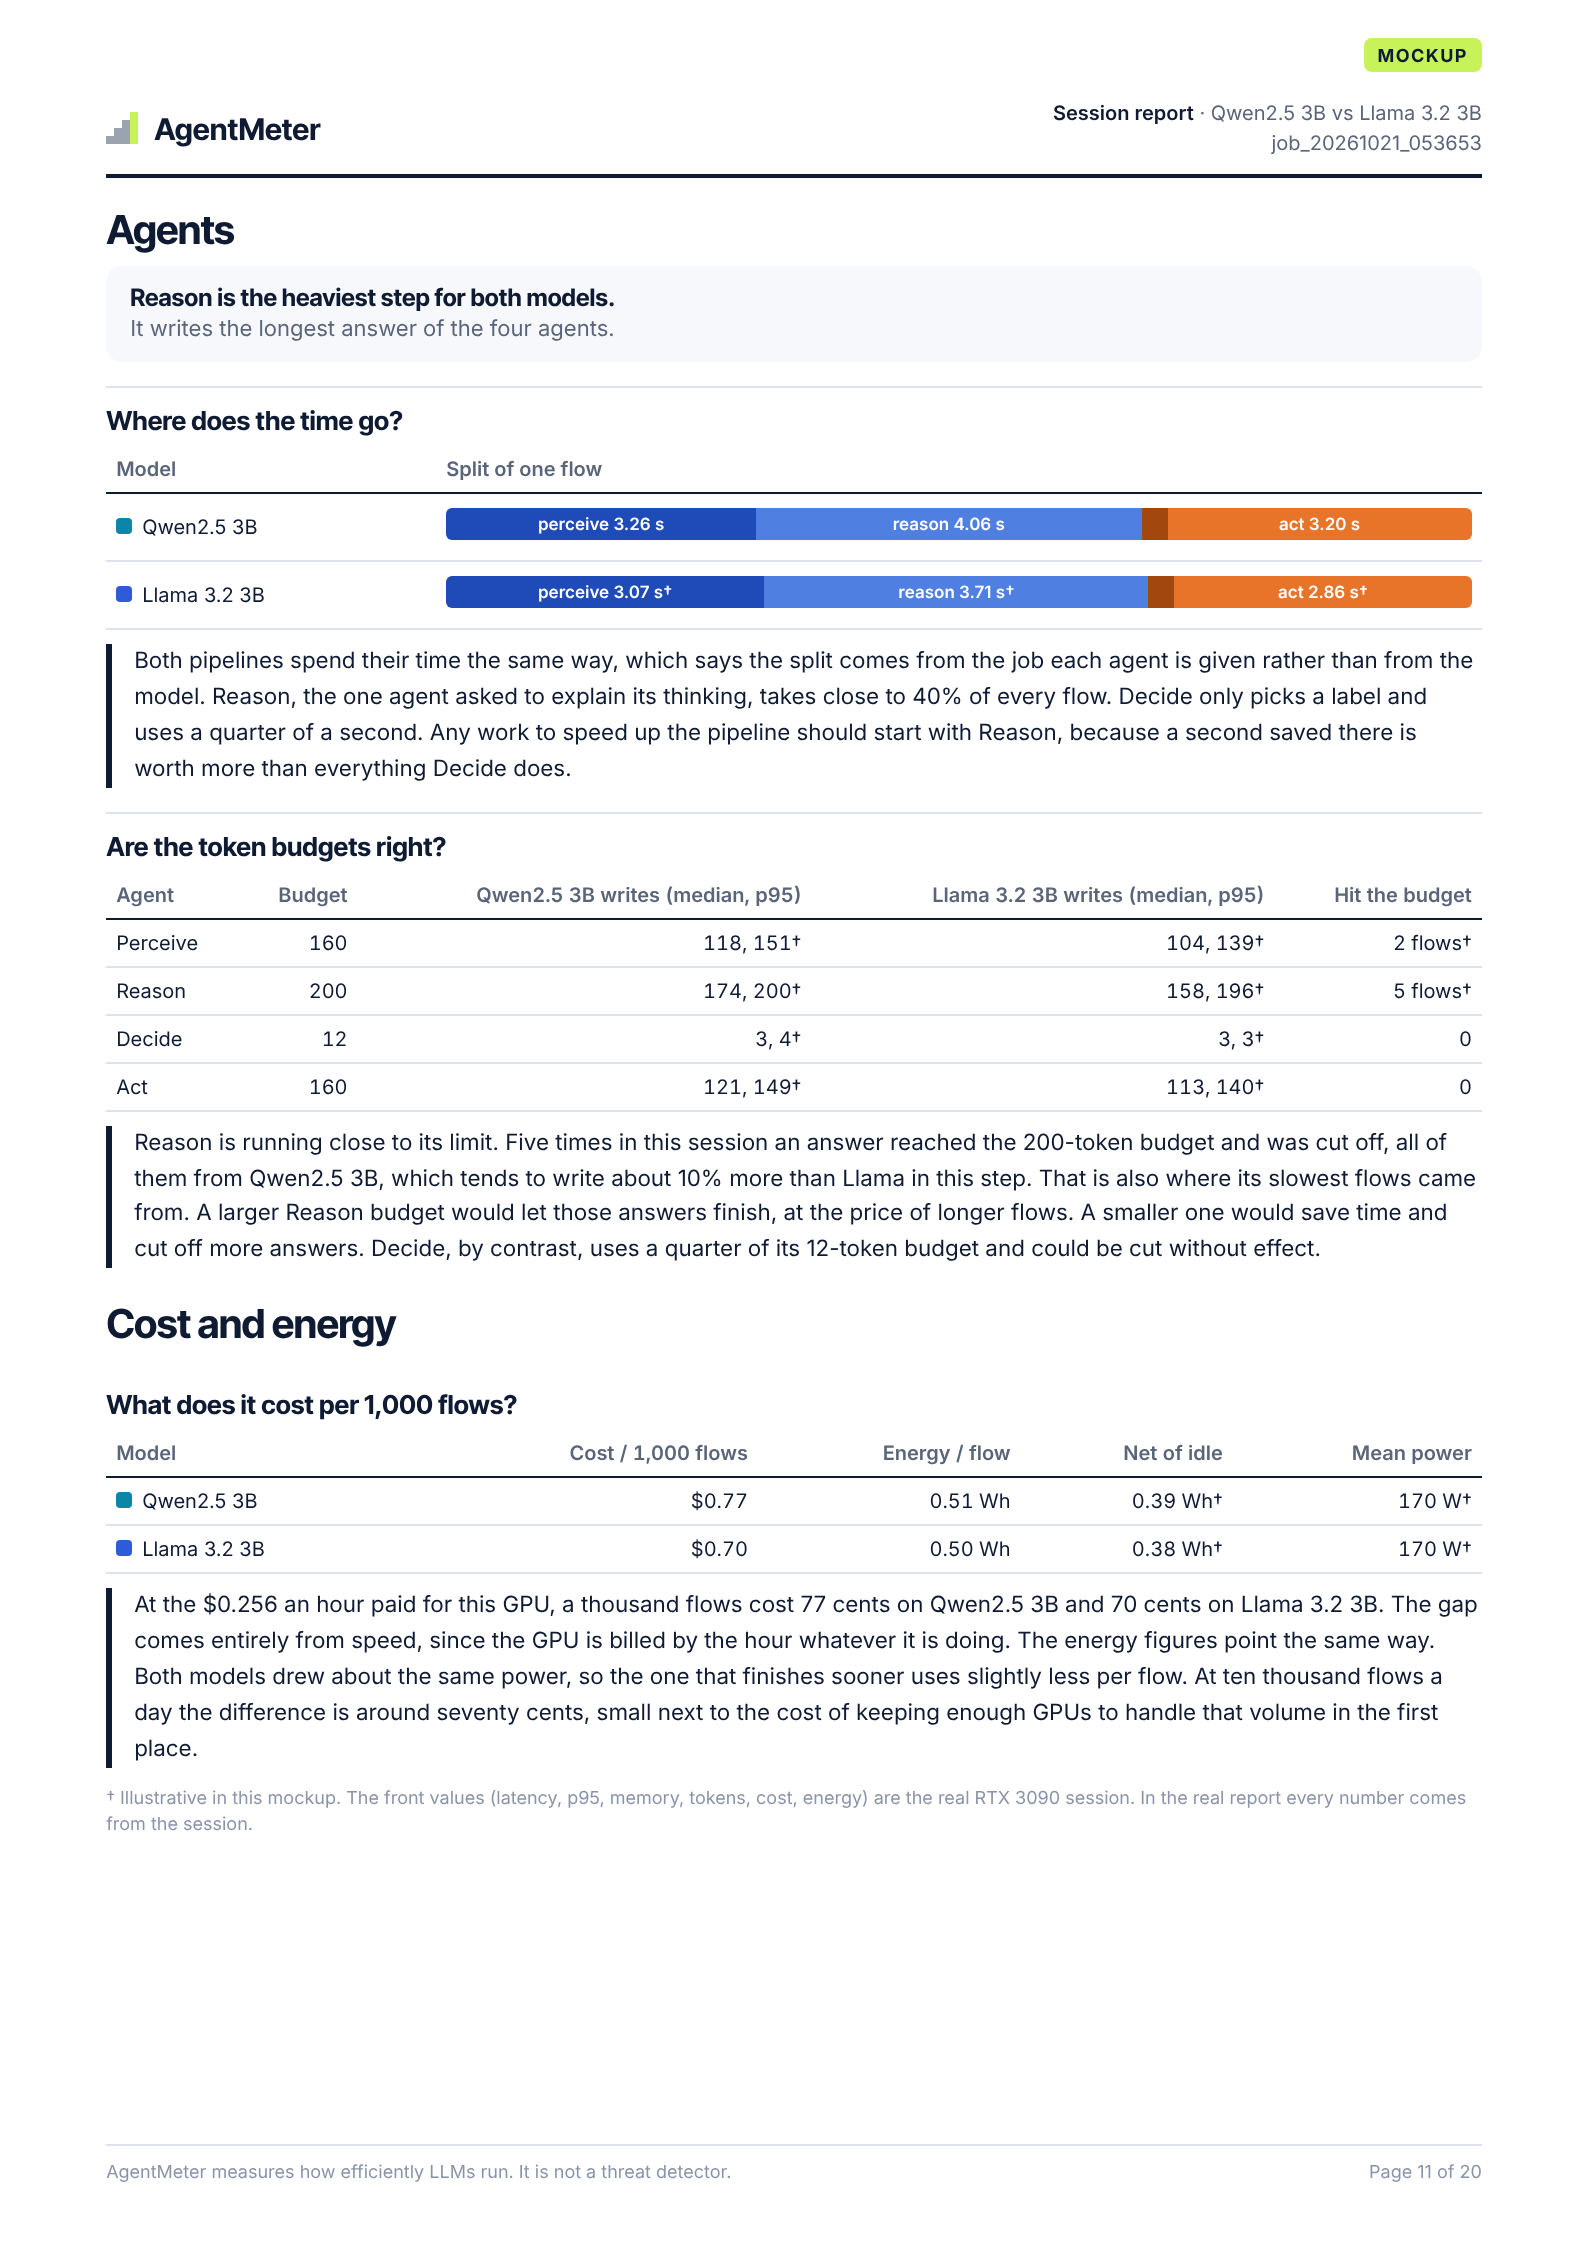 MOCKUP
AgentMeter
Session report · Qwen2.5 3B vs Llama 3.2 3B
job_20261021_053653
Agents
Reason is the heaviest step for both models.
It writes the longest answer of the four agents.
Where does the time go?
Model Split of one flow
Qwen2.5 3B perceive 3.26 s reason 4.06 s act 3.20 s
Llama 3.2 3B perceive 3.07 s† reason 3.71 s† act 2.86 s†
Both pipelines spend their time the same way, which says the split comes from the job each agent is given rather than from the
model. Reason, the one agent asked to explain its thinking, takes close to 40% of every flow. Decide only picks a label and
uses a quarter of a second. Any work to speed up the pipeline should start with Reason, because a second saved there is
worth more than everything Decide does.
Are the token budgets right?
Agent Budget Qwen2.5 3B writes (median, p95) Llama 3.2 3B writes (median, p95) Hit the budget
Perceive 160 118, 151† 104, 139† 2 flows†
Reason 200 174, 200† 158, 196† 5 flows†
Decide 12 3, 4† 3, 3† 0
Act 160 121, 149† 113, 140† 0
Reason is running close to its limit. Five times in this session an answer reached the 200-token budget and was cut off, all of
them from Qwen2.5 3B, which tends to write about 10% more than Llama in this step. That is also where its slowest flows came
from. A larger Reason budget would let those answers finish, at the price of longer flows. A smaller one would save time and
cut off more answers. Decide, by contrast, uses a quarter of its 12-token budget and could be cut without effect.
Cost and energy
What does it cost per 1,000 flows?
Model Cost / 1,000 flows Energy / flow Net of idle Mean power
Qwen2.5 3B $0.77 0.51 Wh 0.39 Wh† 170 W†
Llama 3.2 3B $0.70 0.50 Wh 0.38 Wh† 170 W†
At the $0.256 an hour paid for this GPU, a thousand flows cost 77 cents on Qwen2.5 3B and 70 cents on Llama 3.2 3B. The gap
comes entirely from speed, since the GPU is billed by the hour whatever it is doing. The energy figures point the same way.
Both models drew about the same power, so the one that finishes sooner uses slightly less per flow. At ten thousand flows a
day the difference is around seventy cents, small next to the cost of keeping enough GPUs to handle that volume in the first
place.
† Illustrative in this mockup. The front values (latency, p95, memory, tokens, cost, energy) are the real RTX 3090 session. In the real report every number comes
from the session.
AgentMeter measures how efficiently LLMs run. It is not a threat detector.
Page 11 of 20